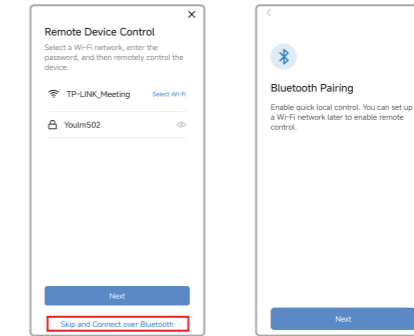 Remote Device Control
Select a Wi-Fi network, enter the
password, and then remotely control the
device.
TP-LINK_Meeting Select Wi-Fi
Youlm502
Next
Skip and Connect over Bluetooth
Bluetooth Pairing
Enable quick local control. You can set up
a Wi-Fi network later to enable remote
control.
Next